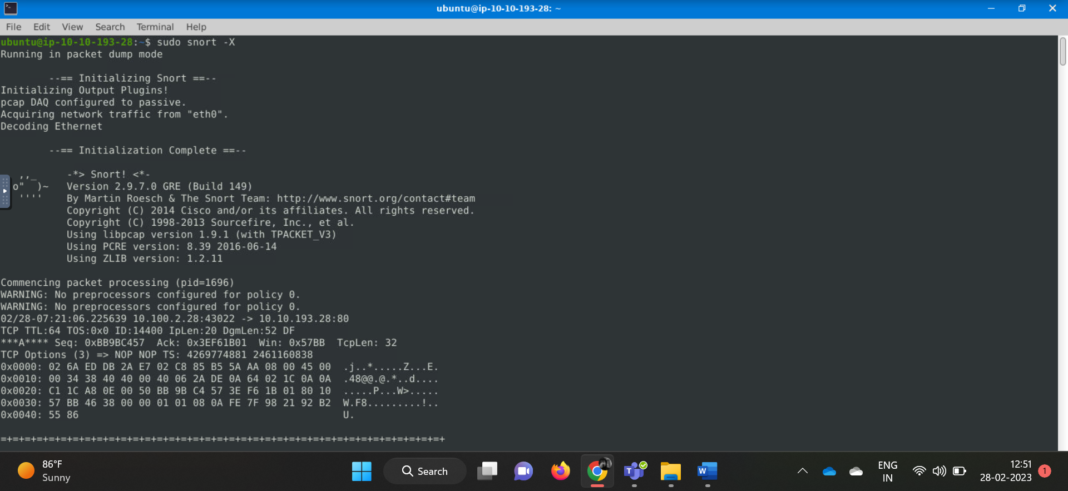 ubuntu@ip-10-10-193-28: ~
File Edit View Search Terminal Help
ubuntu@ip-10-10-193-28:~$ sudo snort -X
Running in packet dump mode
--== Initializing Snort ==--
Initializing Output Plugins!
pcap DAQ configured to passive.
Acquiring network traffic from "eth0".
Decoding Ethernet
--== Initialization Complete ==--
,,_ -*> Snort! <*-
o" )~ Version 2.9.7.0 GRE (Build 149)
'''' By Martin Roesch & The Snort Team: http://www.snort.org/contact#team
Copyright (C) 2014 Cisco and/or its affiliates. All rights reserved.
Copyright (C) 1998-2013 Sourcefire, Inc., et al.
Using libpcap version 1.9.1 (with TPACKET_V3)
Using PCRE version: 8.39 2016-06-14
Using ZLIB version: 1.2.11
Commencing packet processing (pid=1696)
WARNING: No preprocessors configured for policy 0.
WARNING: No preprocessors configured for policy 0.
02/28-07:21:06.225639 10.100.2.28:43022 -> 10.10.193.28:80
TCP TTL:64 TOS:0x0 ID:14400 IpLen:20 DgmLen:52 DF
***A**** Seq: 0xBB9BC457 Ack: 0x3EF61B01 Win: 0x57BB TcpLen: 32
TCP Options (3) => NOP NOP TS: 4269774881 2461160838
0x0000: 02 6A ED DB 2A E7 02 C8 85 B5 5A AA 08 00 45 00 .j..*.....Z...E.
0x0010: 00 34 38 40 40 00 40 06 2A DE 0A 64 02 1C 0A 0A .48@@.@.*..d....
0x0020: C1 1C A8 0E 00 50 BB 9B C4 57 3E F6 1B 01 80 10 .....P...W>.....
0x0030: 57 BB 46 38 00 00 01 01 08 0A FE 7F 98 21 92 B2 W.F8.........!..
0x0040: 55 86 U.
=+=+=+=+=+=+=+=+=+=+=+=+=+=+=+=+=+=+=+=+=+=+=+=+=+=+=+=+=+=+=+=+=+=+=+=+=+
86°F
Sunny
Search
ENG
IN
12:51
28-02-2023
1